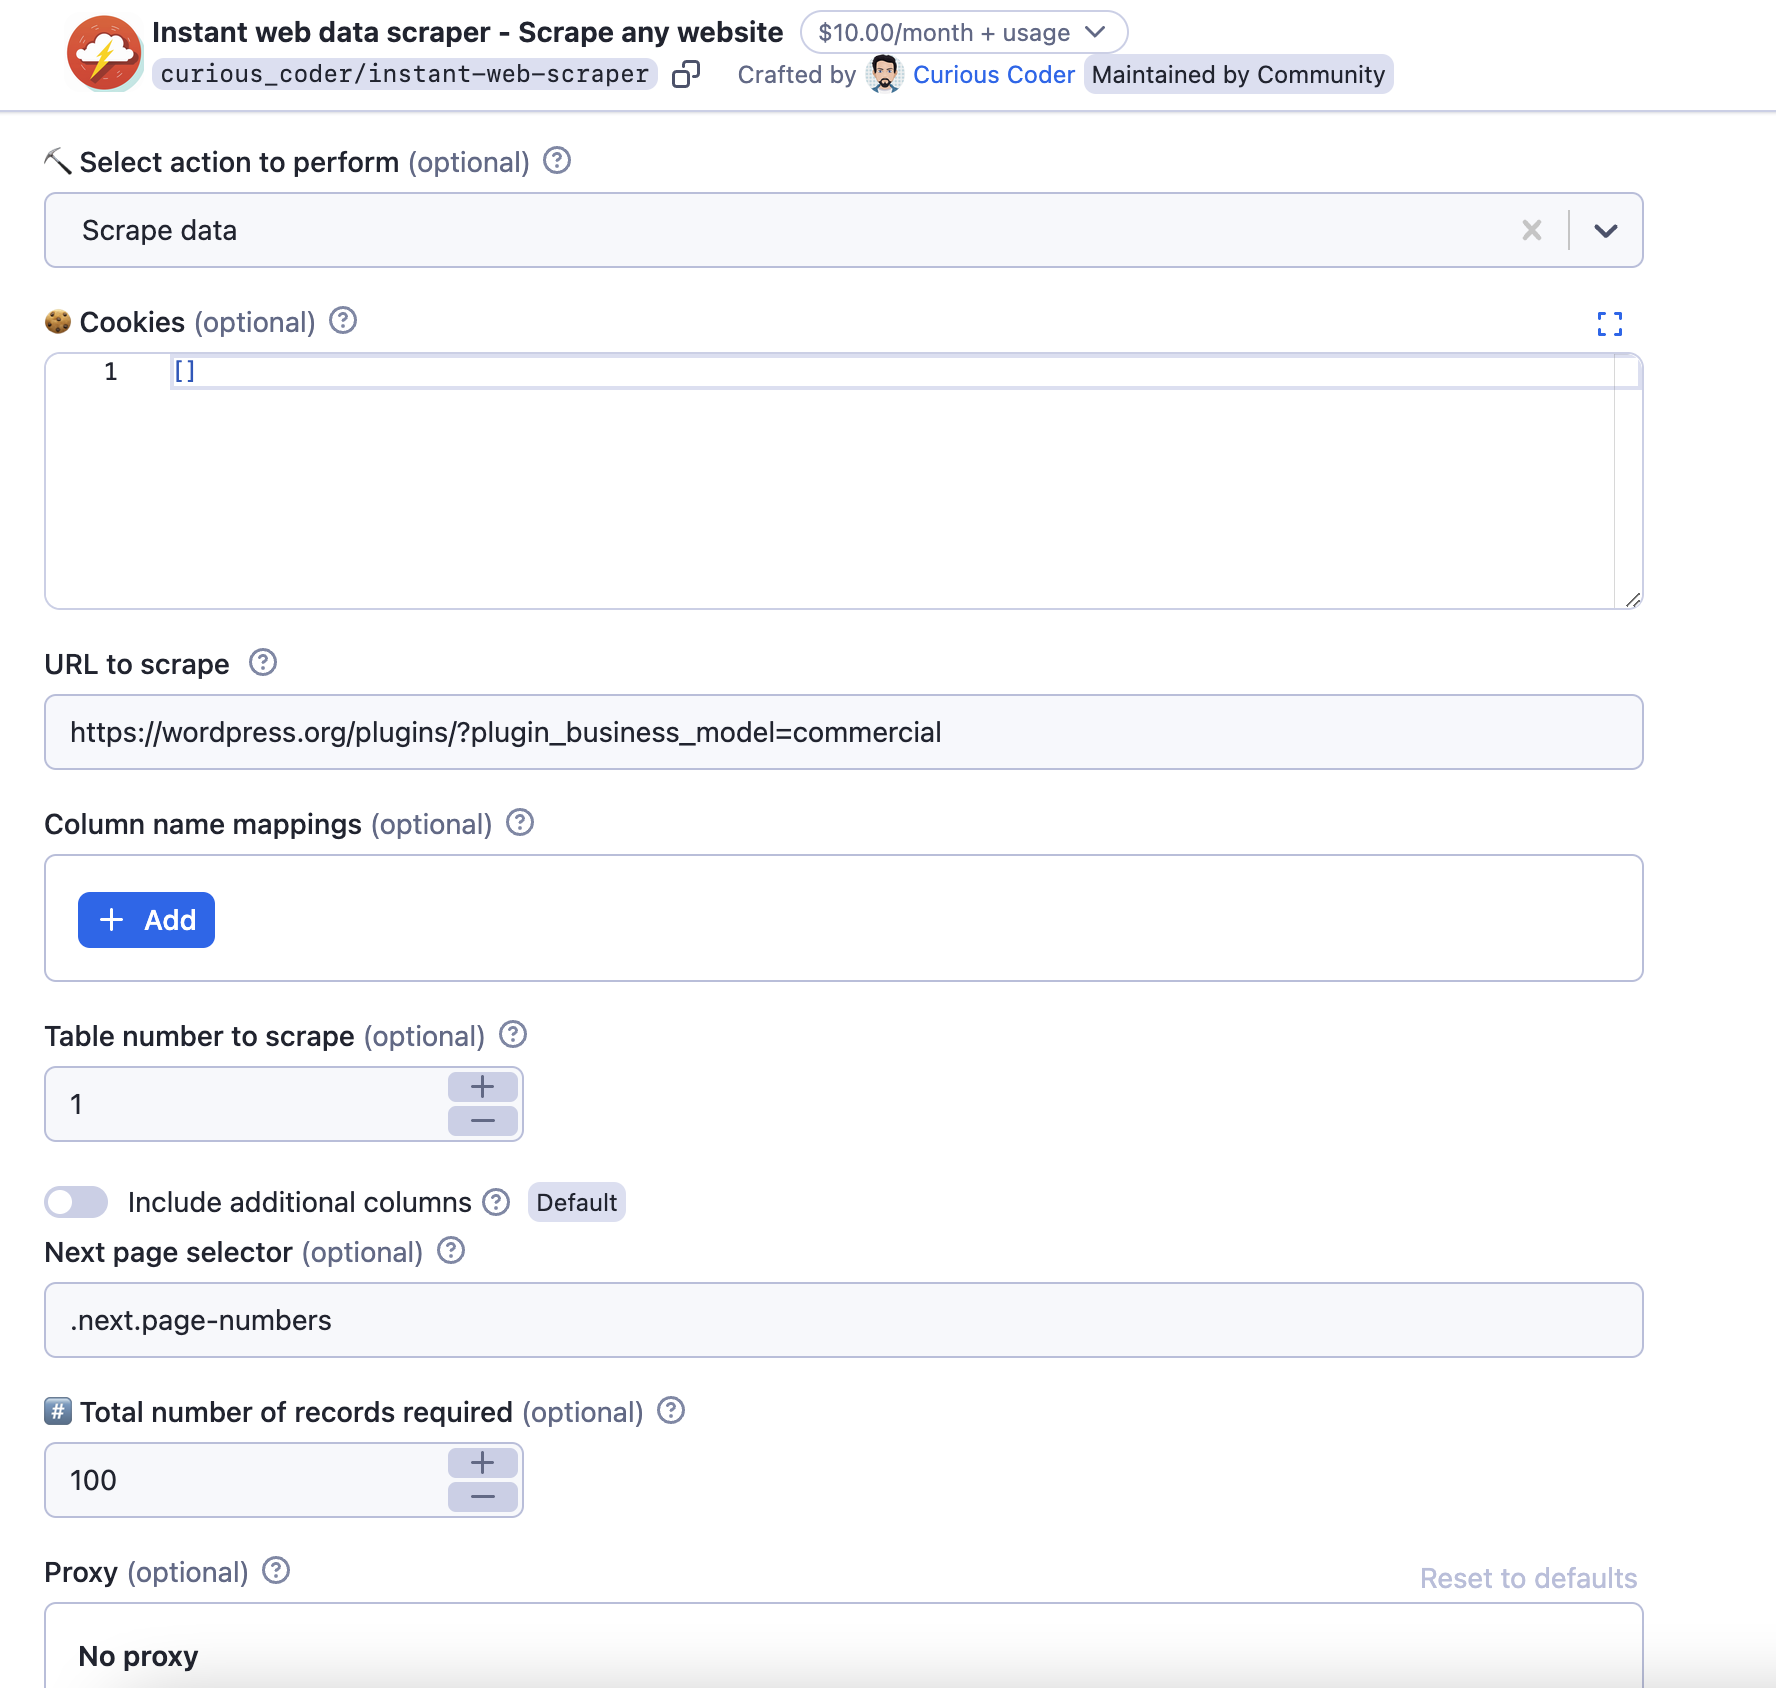 Instant web data scraper - Scrape any website
$10.00/month + usage
curious_coder/instant-web-scraper
Crafted by Curious Coder Maintained by Community
Select action to perform (optional)
Scrape data
Cookies (optional)
1 []
URL to scrape
https://wordpress.org/plugins/?plugin_business_model=commercial
Column name mappings (optional)
+ Add
Table number to scrape (optional)
1
Include additional columns Default
Next page selector (optional)
.next.page-numbers
# Total number of records required (optional)
100
Proxy (optional)
Reset to defaults
No proxy